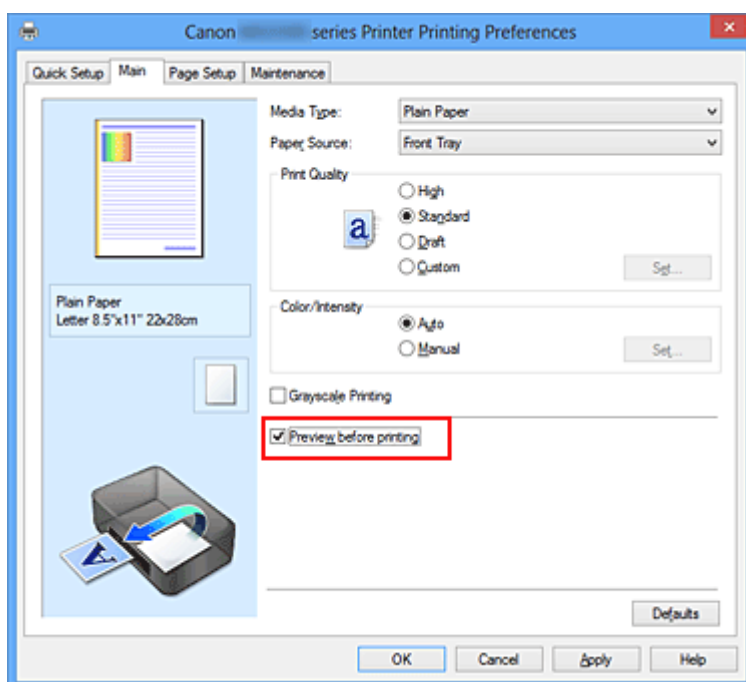 Canon series Printer Printing Preferences
Quick Setup Main Page Setup Maintenance
Media Type: Plain Paper
Paper Source: Front Tray
Print Quality
High
a Standard
Draft
Custom Set...
Plain Paper
Letter 8.5"x11" 22x28cm
Color/Intensity
Auto
Manual Set...
Grayscale Printing
Preview before printing
A
Defaults
OK Cancel Apply Help